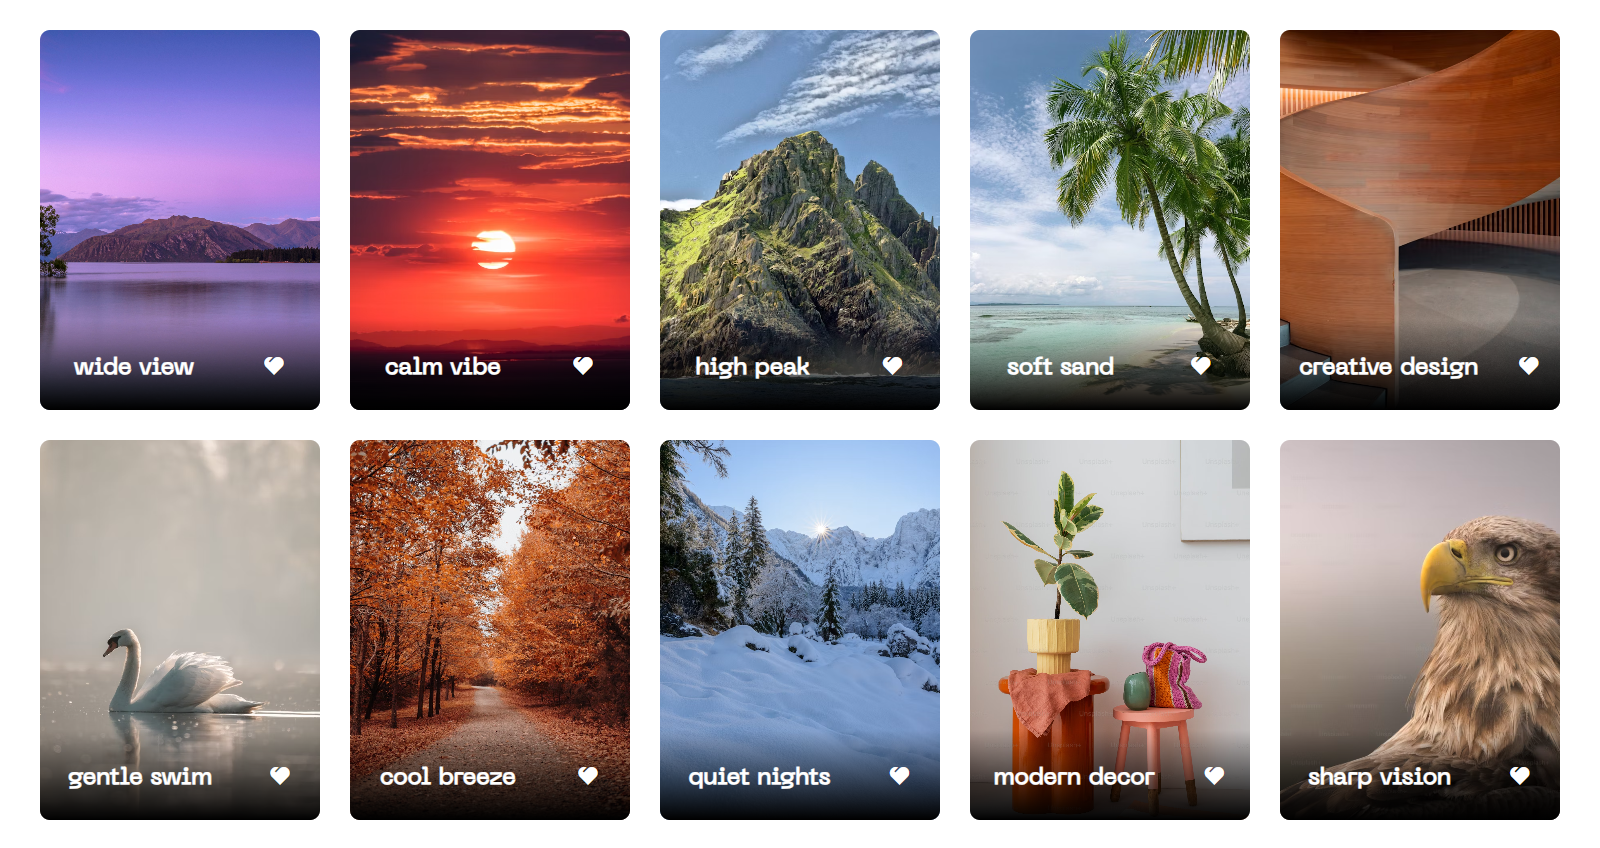 wide view
calm vibe
high peak
soft sand
creative design
gentle swim
cool breeze
quiet nights
modern decor
sharp vision